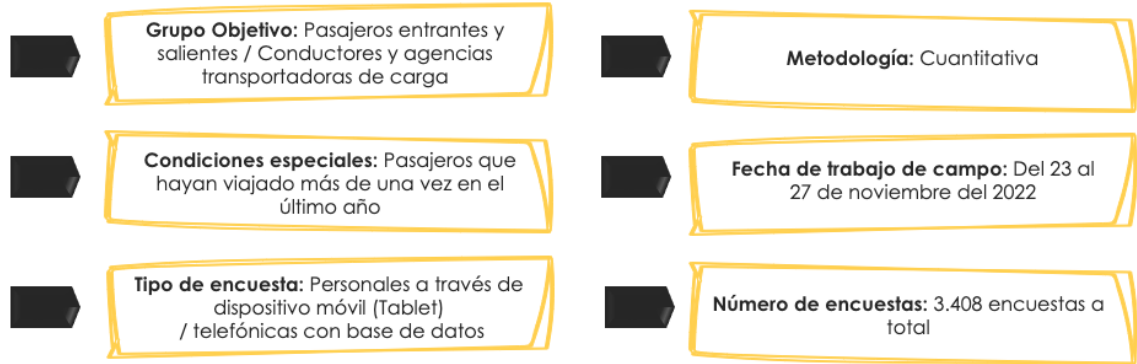 Grupo Objetivo: Pasajeros entrantes y
salientes / Conductores y agencias
transportadoras de carga
Metodología: Cuantitativa
Condiciones especiales: Pasajeros que
hayan viajado más de una vez en el
último año
Fecha de trabajo de campo: Del 23 al
27 de noviembre del 2022
Tipo de encuesta: Personales a través de
dispositivo móvil (Tablet)
/ telefónicas con base de datos
Número de encuestas: 3.408 encuestas a
total